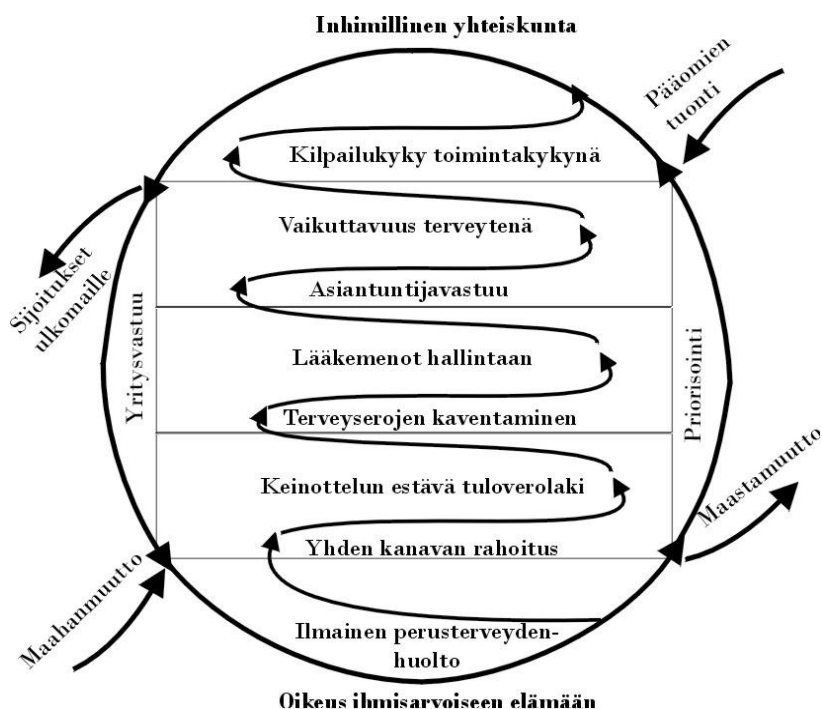 Inhimillinen yhteiskunta
Pääomien
tuonti
Kilpailukyky toimintakykynä
Vaikuttavuus terveytenä
Sijoitukset
ulkomaille
Asiantuntijavastuu
Yritysvastuu
Lääkemenot hallintaan
Priorisointi
Terveyserojen kaventaminen
Keinottelun estävä tuloverolaki
Maastamuutto
Yhden kanavan rahoitus
Maahanmuutto
Ilmainen perusterveyden-
huolto
Oikeus ihmisarvoiseen elämään